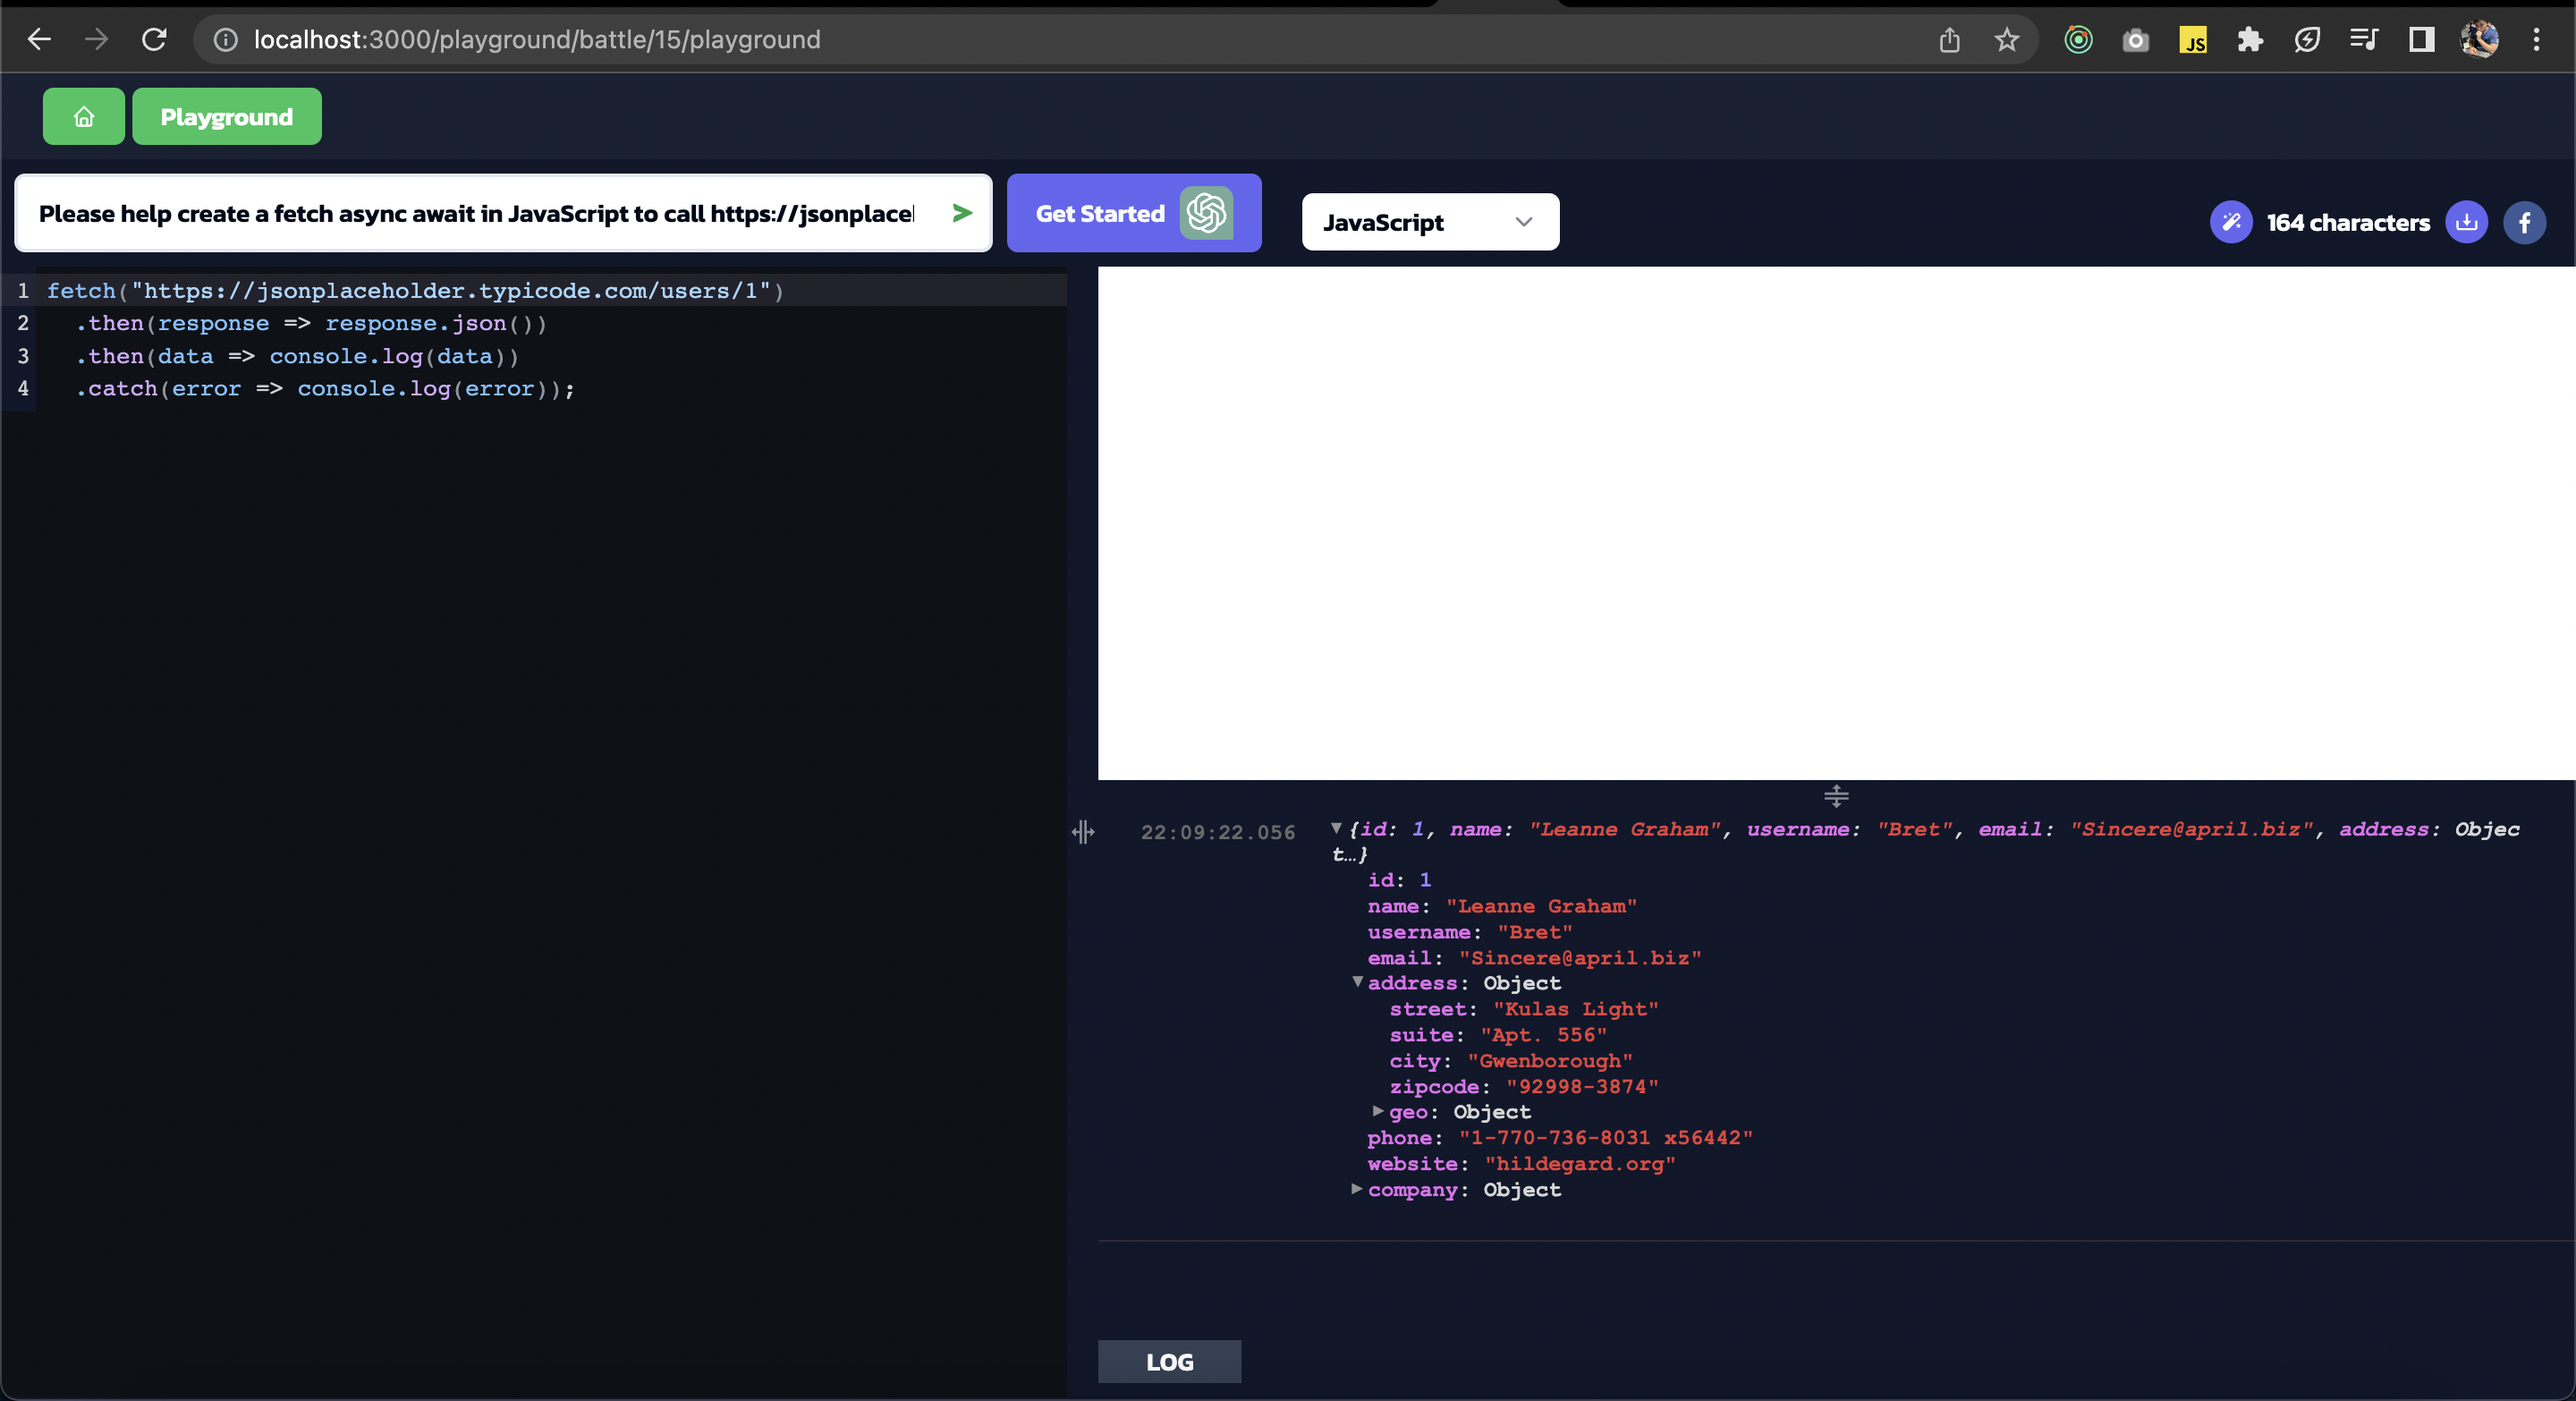 localhost:3000/playground/battle/15/playground
JS
Playground
Please help create a fetch async await in JavaScript to call https://jsonplace
Get Started
JavaScript
164 characters
1 fetch("https://jsonplaceholder.typicode.com/users/1")
2 .then(response => response.json())
3 .then(data => console.log(data))
4 .catch(error => console.log(error));
22:09:22.056 ▼{id: 1, name: "Leanne Graham", username: "Bret", email: "Sincere@april.biz", address: Objec
t…}
id: 1
name: "Leanne Graham"
username: "Bret"
email: "Sincere@april.biz"
▼address: Object
street: "Kulas Light"
suite: "Apt. 556"
city: "Gwenborough"
zipcode: "92998-3874"
▶geo: Object
phone: "1-770-736-8031 x56442"
website: "hildegard.org"
▶company: Object
LOG